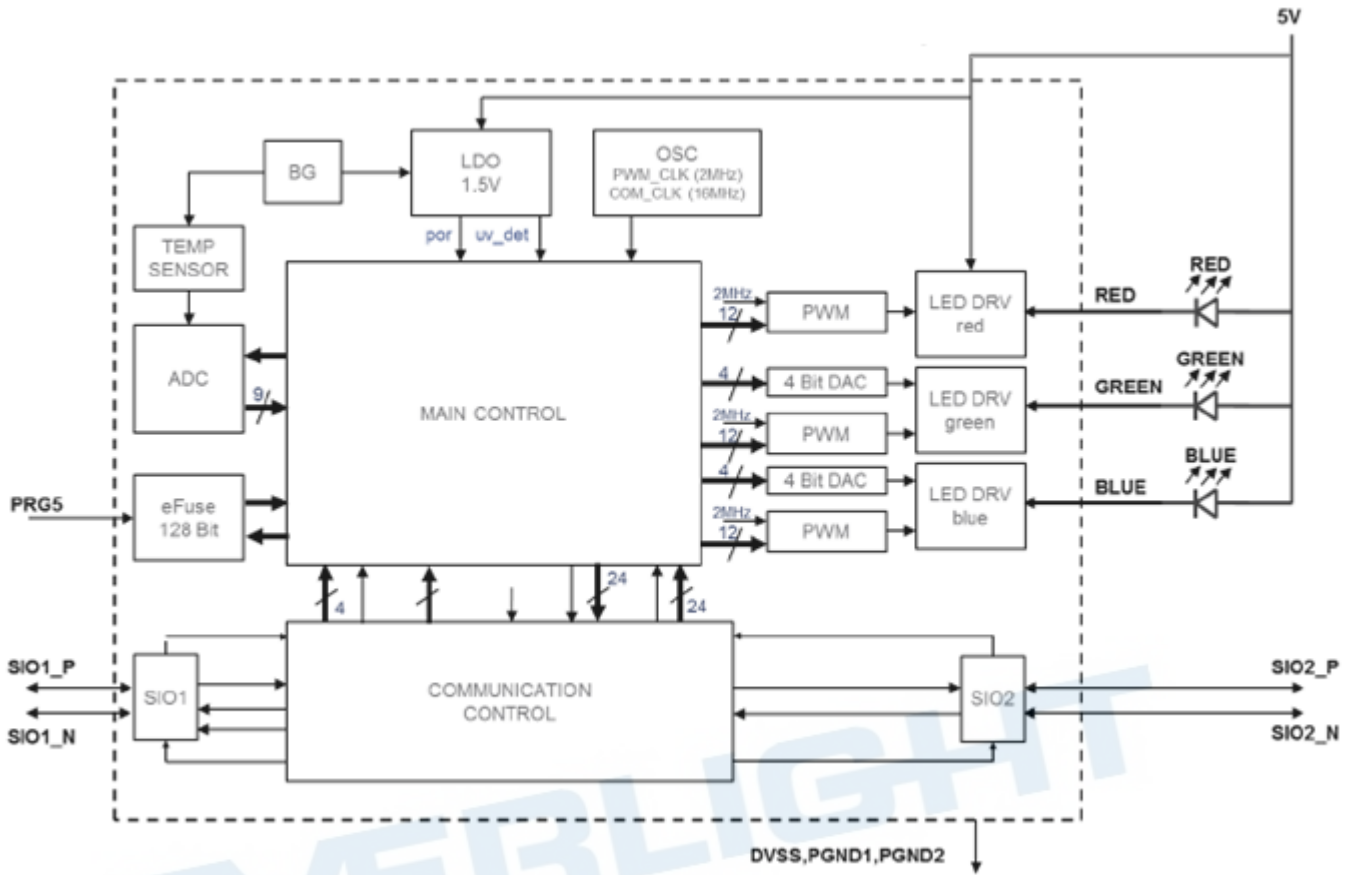 5V
BG
LDO
1.5V
OSC
PWM_CLK (2MHz)
COM_CLK (16MHz)
por
uv_det
TEMP
SENSOR
ADC
9
MAIN CONTROL
2MHz
12
PWM
LED DRV
red
RED
RED
4
4 Bit DAC
2MHz
12
PWM
LED DRV
green
GREEN
GREEN
4
4 Bit DAC
2MHz
12
PWM
LED DRV
blue
BLUE
BLUE
PRG5
eFuse
128 Bit
4
24
24
SIO1_P
SIO1_N
SIO1
COMMUNICATION
CONTROL
SIO2
SIO2_P
SIO2_N
DVSS,PGND1,PGND2
VERLIGHT